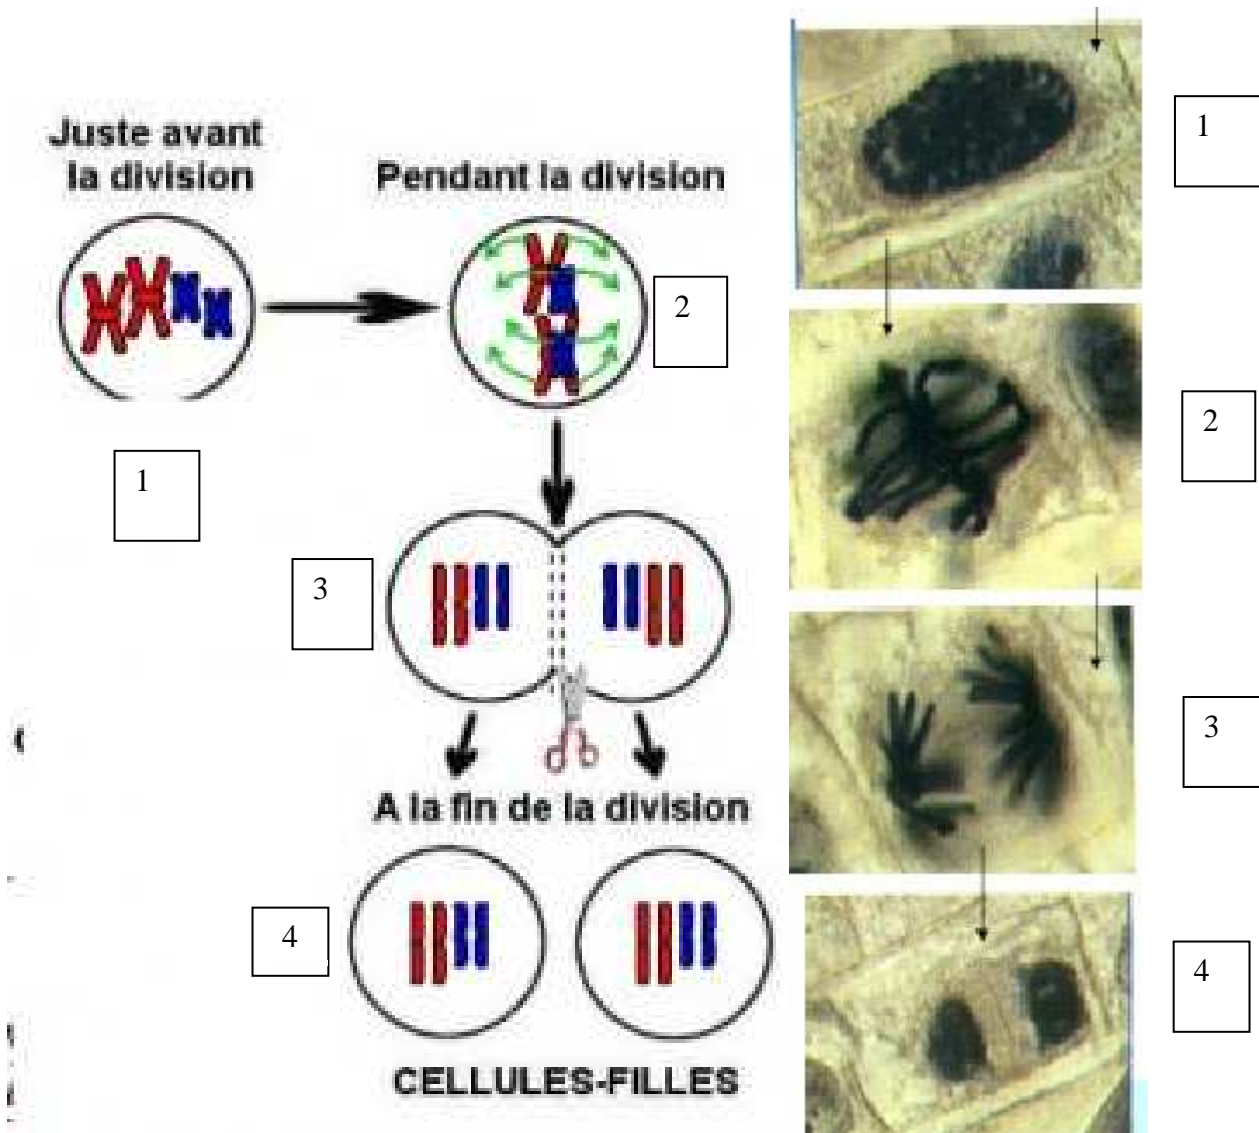 Juste avant
la division
Pendant la division
1
2
3
A la fin de la division
4
CELLULES-FILLES
1
2
3
4